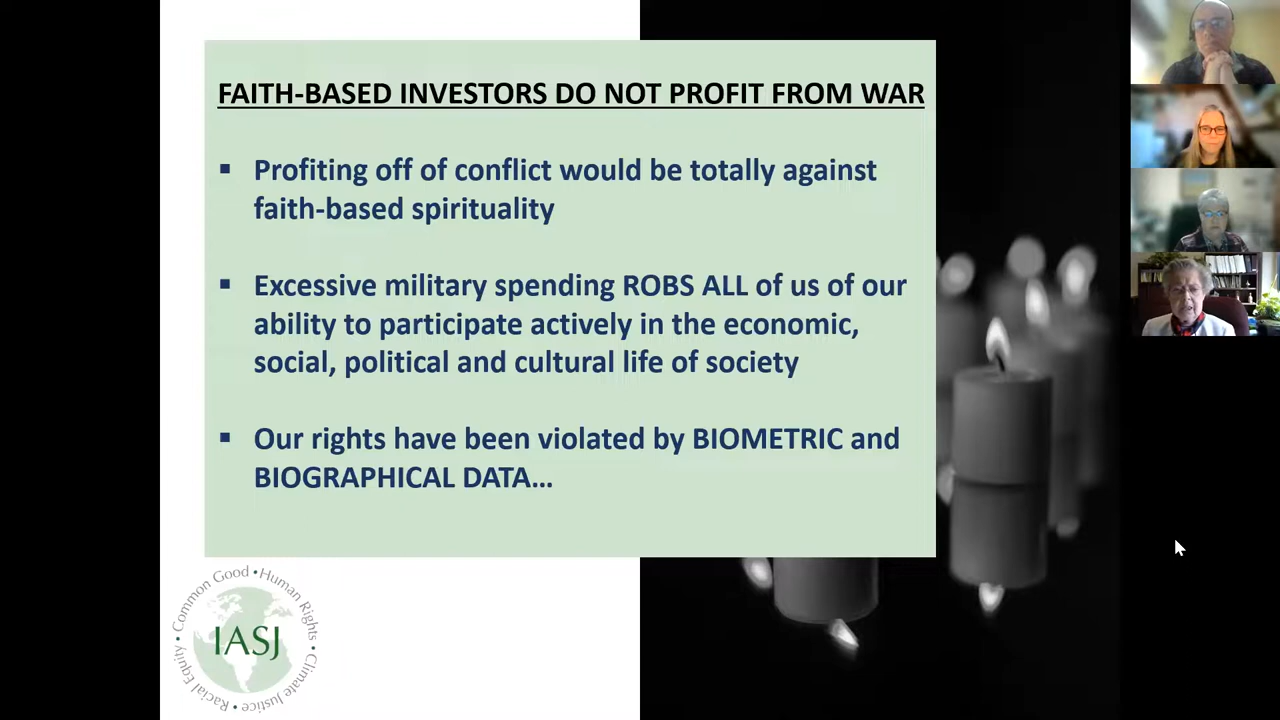 FAITH-BASED INVESTORS DO NOT PROFIT FROM WAR
▪ Profiting off of conflict would be totally against
faith-based spirituality
▪ Excessive military spending ROBS ALL of us of our
ability to participate actively in the economic,
social, political and cultural life of society
▪ Our rights have been violated by BIOMETRIC and
BIOGRAPHICAL DATA…
Common Good • Human Rights • Climate Justice • Racial Equity •
IASJ